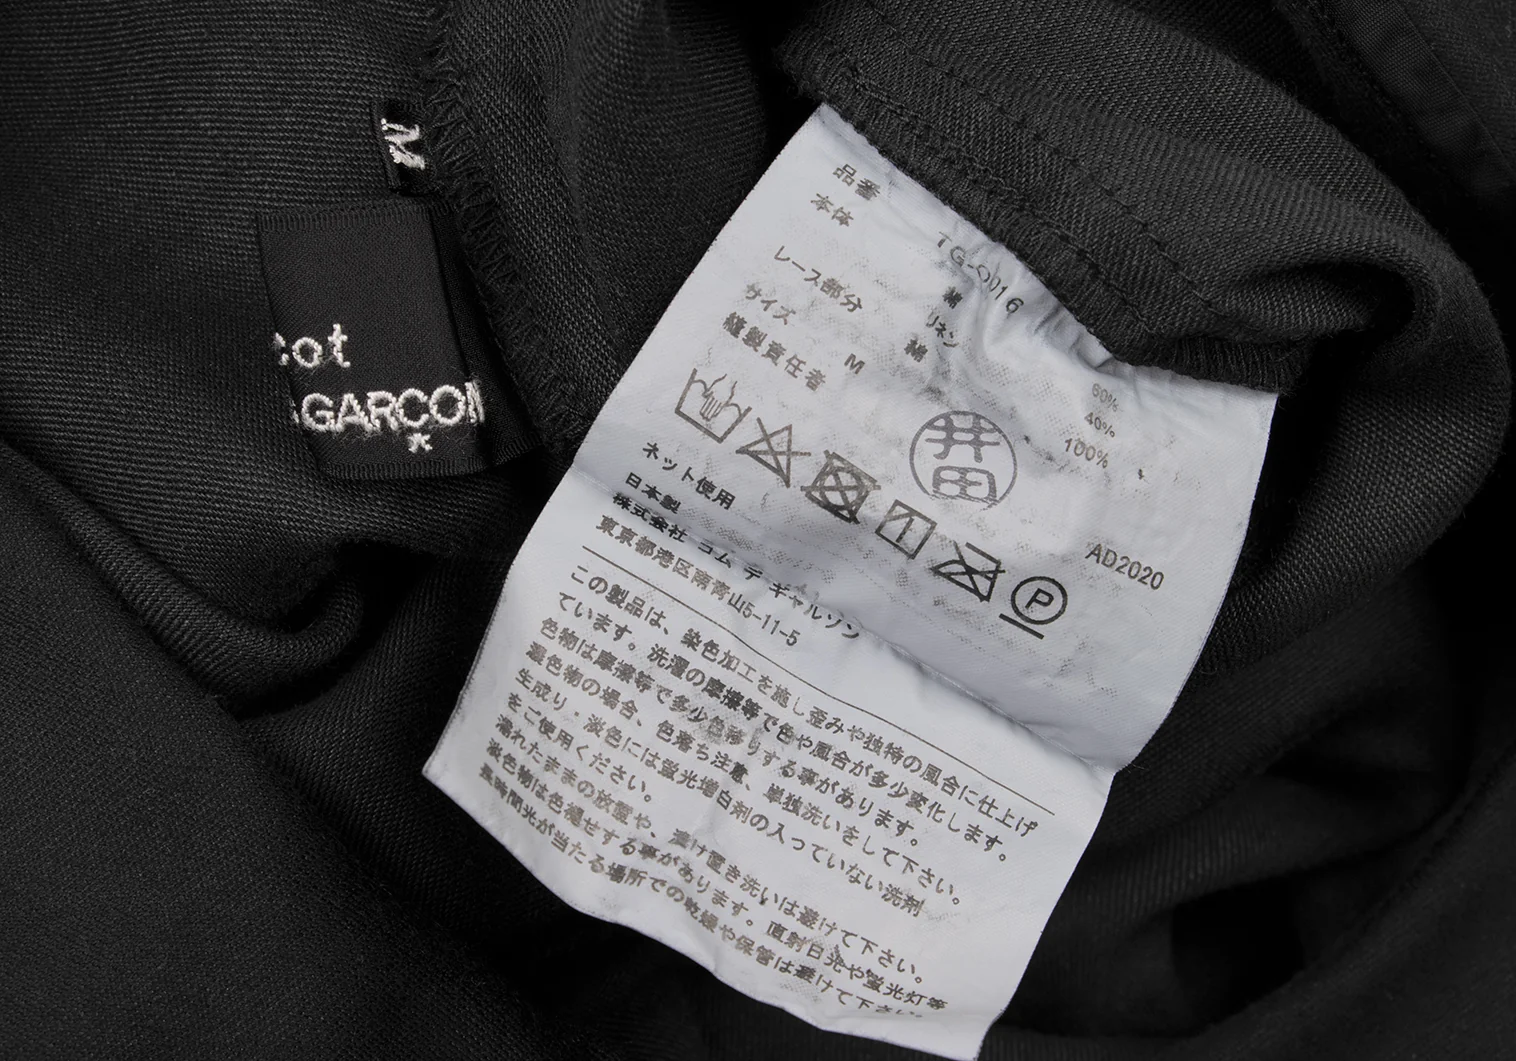 M
cot
GARCON
品番 TG-O016
本体 綿 60%
リネン 40%
レース部分 綿 100%
サイズ M
縫製責任者 井田
AD2020
P
ネット使用
日本製
株式会社 コム デ ギャルソン
東京都港区南青山5-11-5
この製品は、染色加工を施し歪みや独特の風合に仕上げ
ています。洗濯の摩擦等で色や風合が多少変化します。
色物は摩擦等で多少色移りする事があります。
濃色物の場合、色落ち注意、単独洗いをして下さい。
生成り・淡色には蛍光増白剤の入っていない洗剤
をご使用ください。
濡れたままの放置や、漬け置き洗いは避けて下さい。
淡色物は色褪せする事があります。直射日光や蛍光灯等
長時間光が当たる場所での乾燥や保管は避けて下さい。